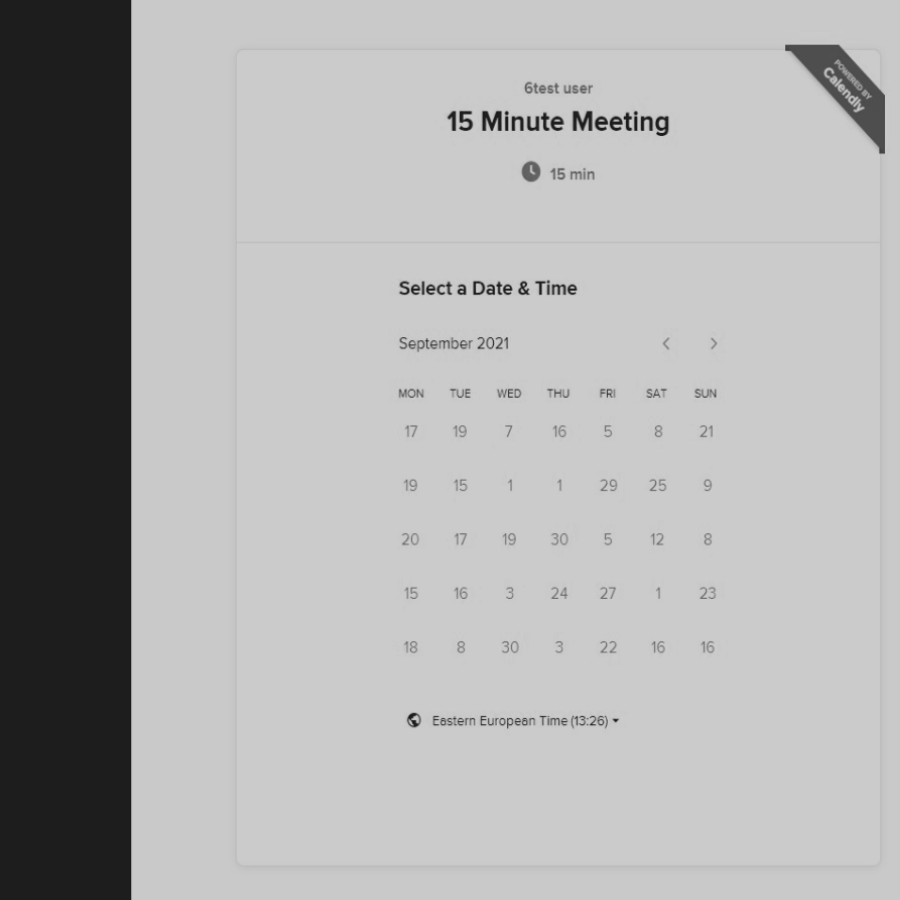 POWERED BY
Calendly
6test user
15 Minute Meeting
15 min
Select a Date & Time
September 2021
MON TUE WED THU FRI SAT SUN
17 19 7 16 5 8 21
19 15 1 1 29 25 9
20 17 19 30 5 12 8
15 16 3 24 27 1 23
18 8 30 3 22 16 16
Eastern European Time (13:26)